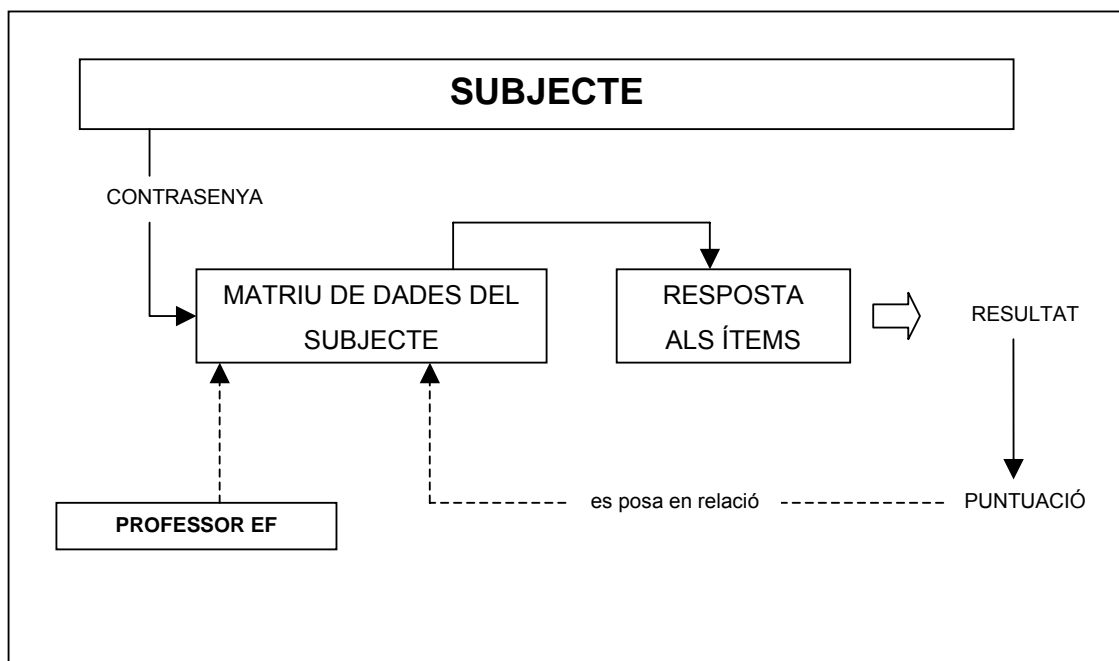 SUBJECTE
CONTRASENYA
MATRIU DE DADES DEL
SUBJECTE
RESPOSTA
ALS ÍTEMS
RESULTAT
PROFESSOR EF
es posa en relació
PUNTUACIÓ